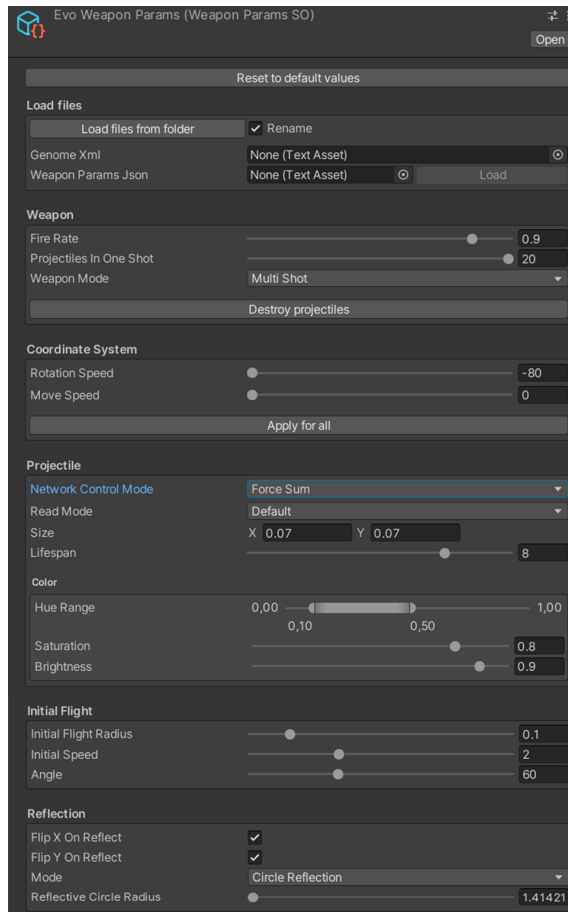 Evo Weapon Params (Weapon Params SO)
Open
Reset to default values
Load files
Load files from folder Rename
Genome Xml None (Text Asset)
Weapon Params Json None (Text Asset) Load
Weapon
Fire Rate 0.9
Projectiles In One Shot 20
Weapon Mode Multi Shot
Destroy projectiles
Coordinate System
Rotation Speed -80
Move Speed 0
Apply for all
Projectile
Network Control Mode Force Sum
Read Mode Default
Size X 0.07 Y 0.07
Lifespan 8
Color
Hue Range 0,00 1,00
0,10 0,50
Saturation 0.8
Brightness 0.9
Initial Flight
Initial Flight Radius 0.1
Initial Speed 2
Angle 60
Reflection
Flip X On Reflect
Flip Y On Reflect
Mode Circle Reflection
Reflective Circle Radius 1.41421